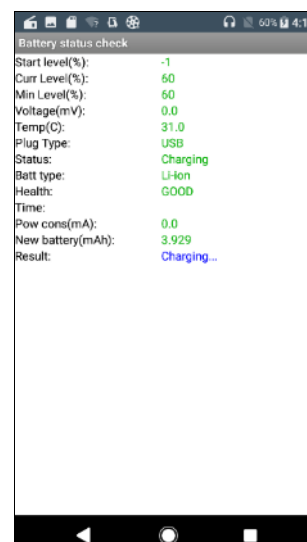 60% 4:1
Battery status check
Start level(%): -1
Curr Level(%): 60
Min Level(%): 60
Voltage(mV): 0.0
Temp(C): 31.0
Plug Type: USB
Status: Charging
Batt type: Li-ion
Health: GOOD
Time:
Pow cons(mA): 0.0
New battery(mAh): 3.929
Result: Charging...